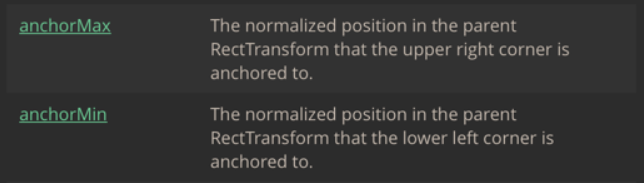 anchorMax The normalized position in the parent
RectTransform that the upper right corner is
anchored to.
anchorMin The normalized position in the parent
RectTransform that the lower left corner is
anchored to.